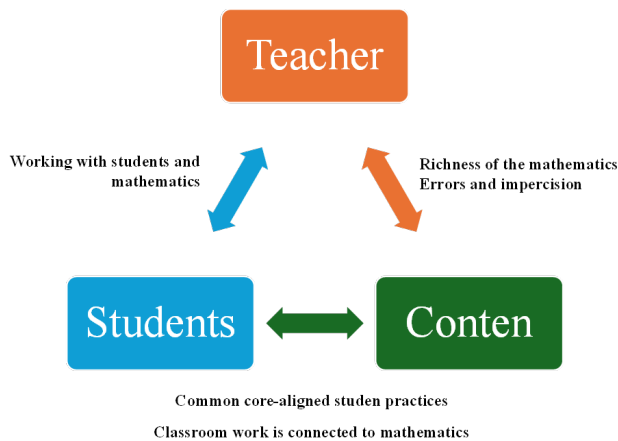 Teacher
Working with students and
mathematics
Richness of the mathematics
Errors and impercision
Students
Conten
Common core-aligned studen practices
Classroom work is connected to mathematics